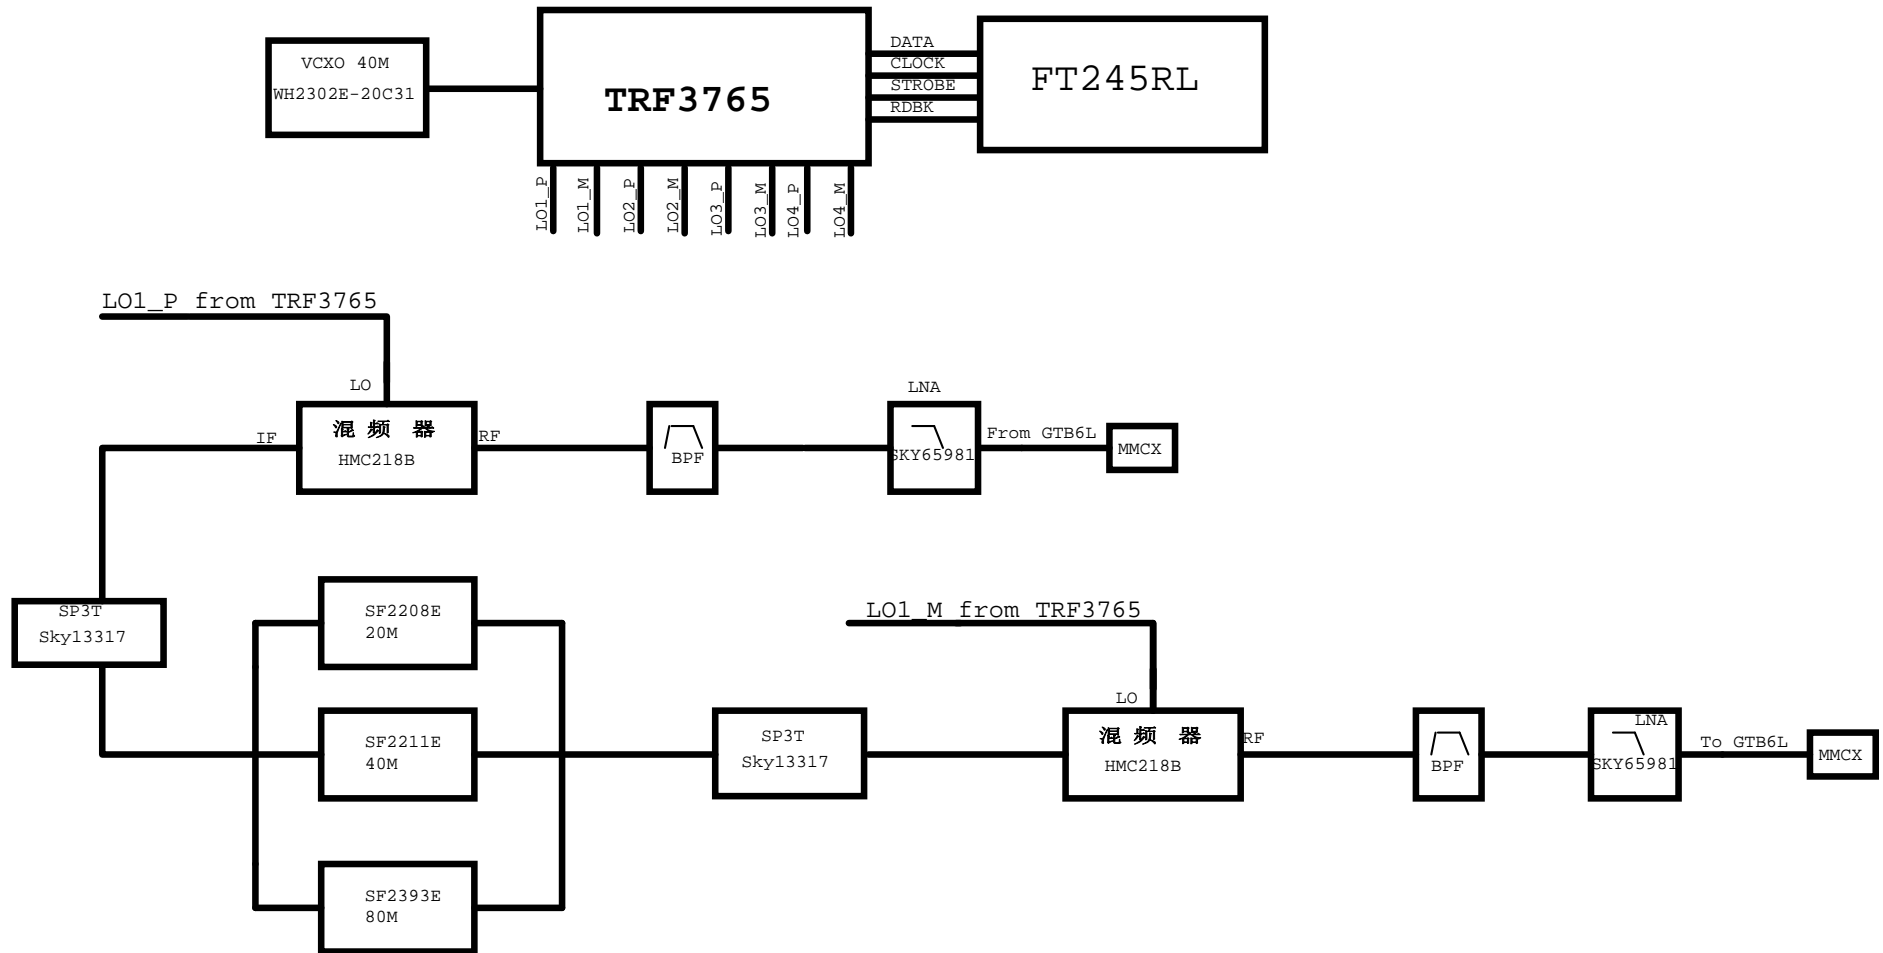 VCXO 40M
WH2302E-20C31
TRF3765
DATA
CLOCK
STROBE
RDBK
FT245RL
LO1_P
LO1_M
LO2_P
LO2_M
LO3_P
LO3_M
LO4_P
LO4_M
LO1_P from TRF3765
LO
IF
混 频 器
HMC218B
RF
BPF
LNA
SKY65981
From GTB6L
MMCX
SP3T
Sky13317
SF2208E
20M
SF2211E
40M
SF2393E
80M
SP3T
Sky13317
LO1_M from TRF3765
LO
混 频 器
HMC218B
RF
BPF
LNA
SKY65981
To GTB6L
MMCX